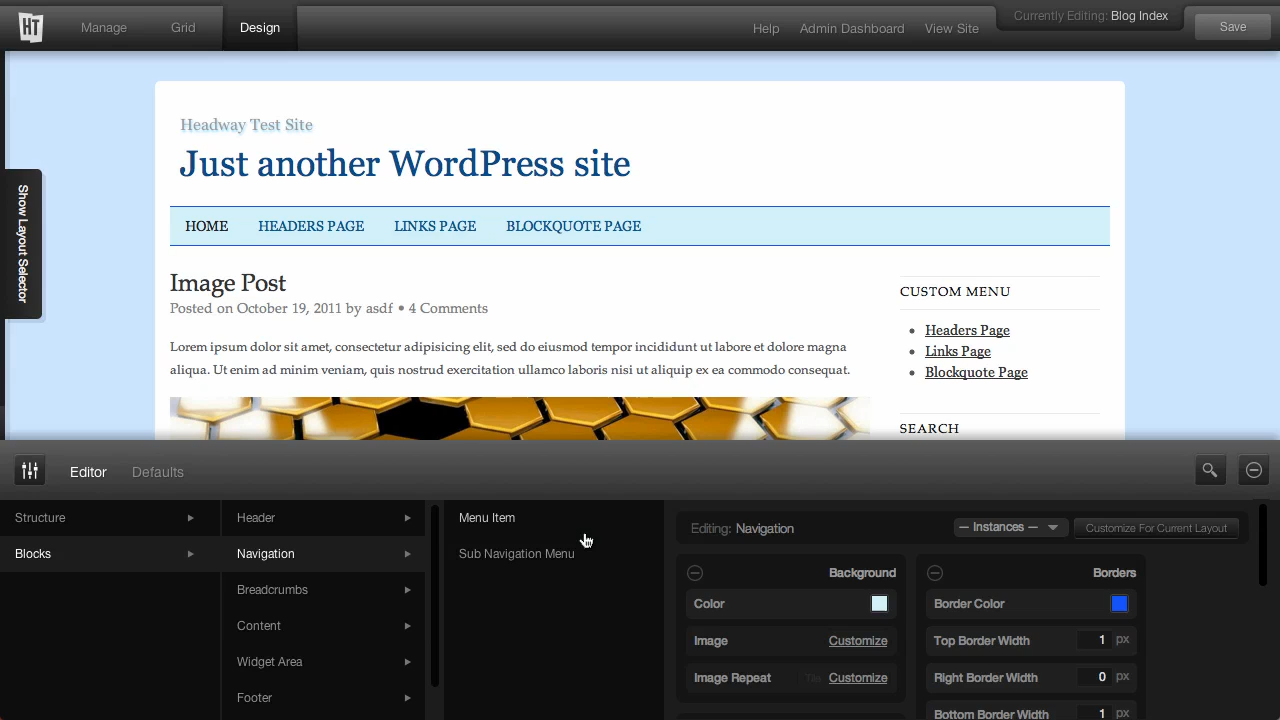 HT Manage Grid Design Help Admin Dashboard View Site Currently Editing: Blog Index Save
Show Layout Selector
Headway Test Site
Just another WordPress site
HOME HEADERS PAGE LINKS PAGE BLOCKQUOTE PAGE
Image Post
Posted on October 19, 2011 by asdf • 4 Comments
Lorem ipsum dolor sit amet, consectetur adipisicing elit, sed do eiusmod tempor incididunt ut labore et dolore magna
aliqua. Ut enim ad minim veniam, quis nostrud exercitation ullamco laboris nisi ut aliquip ex ea commodo consequat.
CUSTOM MENU
Headers Page
Links Page
Blockquote Page
SEARCH
Editor Defaults
Structure
Blocks
Header
Navigation
Breadcrumbs
Content
Widget Area
Footer
Menu Item
Sub Navigation Menu
Editing: Navigation — Instances — Customize For Current Layout
Background
Color
Image Customize
Image Repeat Tile Customize
Borders
Border Color
Top Border Width 1 px
Right Border Width 0 px
Bottom Border Width 1 px